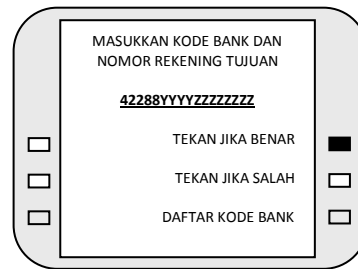 MASUKKAN KODE BANK DAN
NOMOR REKENING TUJUAN
42288YYYYZZZZZZZZ
TEKAN JIKA BENAR
TEKAN JIKA SALAH
DAFTAR KODE BANK